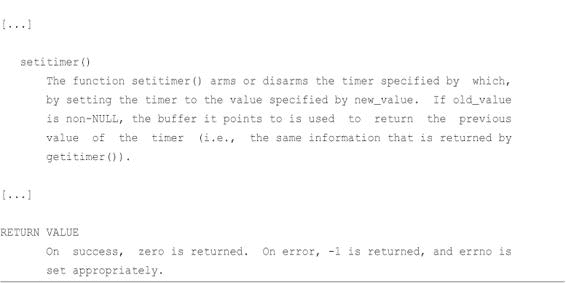 [...]
setitimer()
The function setitimer() arms or disarms the timer specified by which,
by setting the timer to the value specified by new_value. If old_value
is non-NULL, the buffer it points to is used to return the previous
value of the timer (i.e., the same information that is returned by
getitimer()).
[...]
RETURN VALUE
On success, zero is returned. On error, -1 is returned, and errno is
set appropriately.